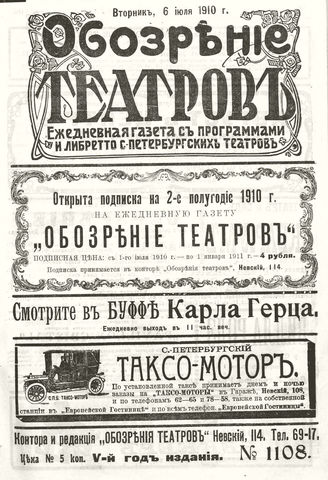 Вторникъ, 6 іюля 1910 г.
Обозрѣніе
ТЕАТРОВЪ
Ежедневная газета съ программами
и либретто С-Петербургскихъ театровъ
Открыта подписка на 2-е полугодіе 1910 г.
НА ЕЖЕДНЕВНУЮ ГАЗЕТУ
„ОБОЗРѢНІЕ ТЕАТРОВЪ“
ПОДПИСНАЯ ЦѢНА: съ 1-го іюля 1910 г. — по 1 января 1911 г. — 4 рубля.
Подписка принимается въ конторѣ „Обозрѣнія театровъ“, Невскій, 114.
Смотрите въ БУФФѢ Карла Герца.
Ежедневно выходъ въ 11 час. веч.
С.-ПЕТЕРБУРГСКІЙ
ТАКСО-МОТОРЪ.
По установленной таксѣ принимаетъ днемъ и ночью
заказы на „ТАКСО-МОТОРЫ“ въ Гаражѣ, Невскій, 108,
и по телефонамъ 62—65 и 78—58, также на собственной
С.П.Б. ТАКСО-МОТОРЪ
станціи въ „Европейской Гостиницѣ“ и по всѣмъ телефон. „Европейской Гостиницы“.
Контора и редакція „ОБОЗРѢНІЯ ТЕАТРОВЪ“ Невскій, 114. Тел. 69-17.
Цѣна № 5 коп. V-й годъ изданія. № 1108.